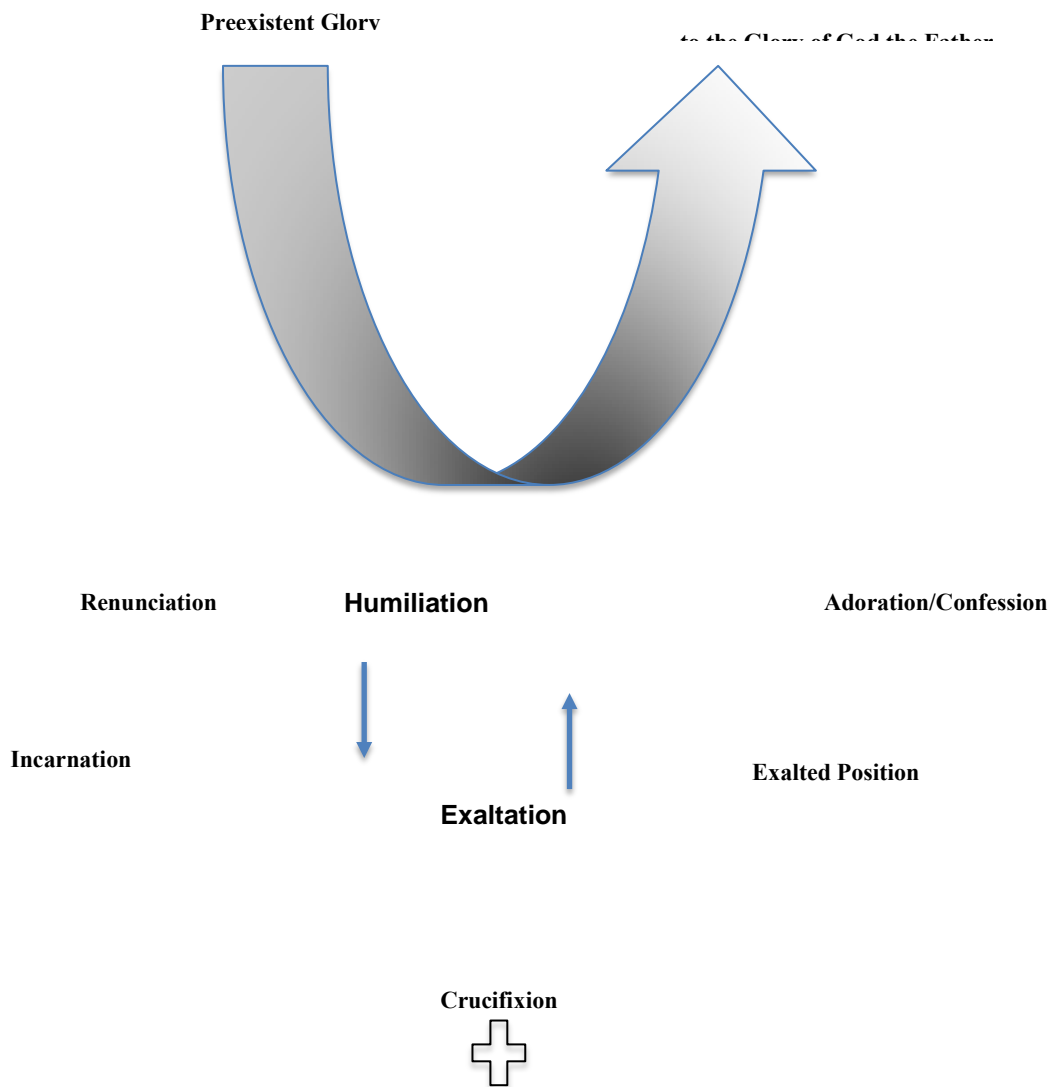 Preexistent Glory
to the Glory of God the Father
Renunciation Humiliation Adoration/Confession
Incarnation
Exalted Position
Exaltation
Crucifixion